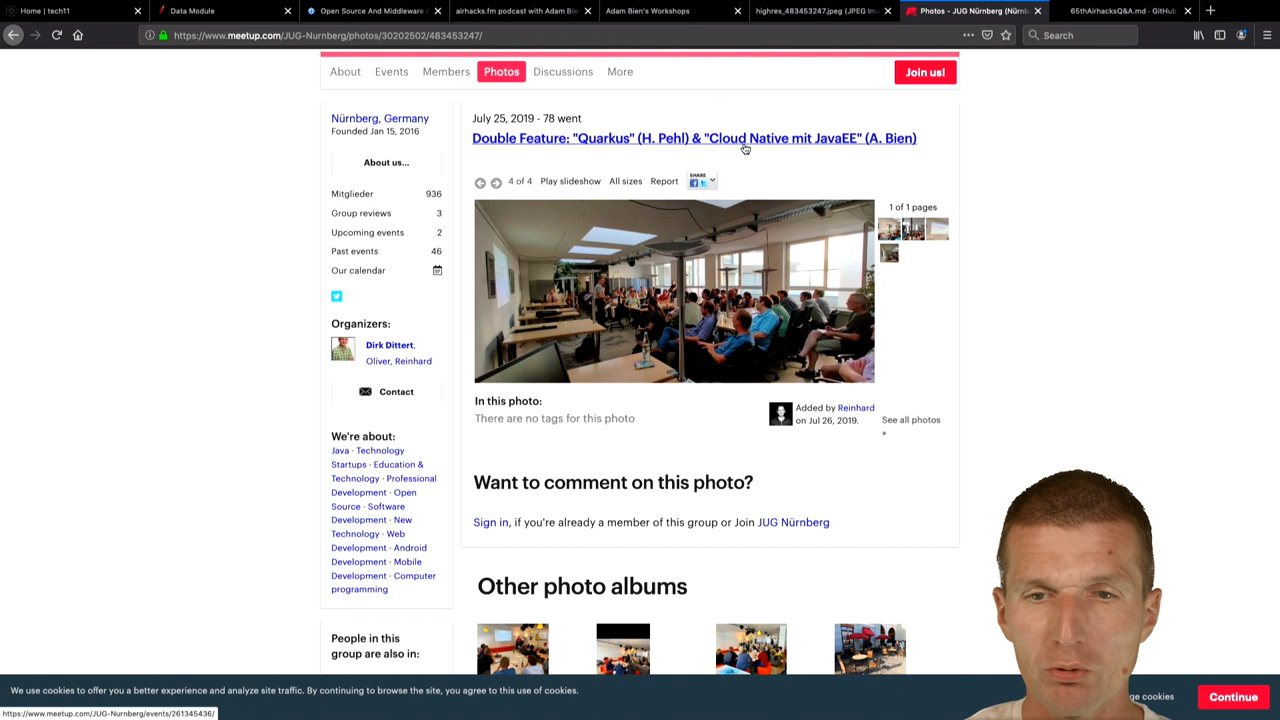 Home | tech11
Data Module
Open Source And Middleware
airhacks.fm podcast with Adam Bie
Adam Bien's Workshops
highres_483453247.jpeg (JPEG Im
Photos - JUG Nürnberg (Nürnb
65thAirhacksQ&A.md · GitHub
https://www.meetup.com/JUG-Nurnberg/photos/30202502/483453247/
Search
About Events Members Photos Discussions More
Join us!
Nürnberg, Germany
Founded Jan 15, 2016
About us...
Mitglieder 936
Group reviews 3
Upcoming events 2
Past events 46
Our calendar
Organizers:
Dirk Dittert,
Oliver, Reinhard
Contact
We're about:
Java · Technology
Startups · Education &
Technology · Professional
Development · Open
Source · Software
Development · New
Technology · Web
Development · Android
Development · Mobile
Development · Computer
programming
People in this
group are also in:
July 25, 2019 - 78 went
Double Feature: "Quarkus" (H. Pehl) & "Cloud Native mit JavaEE" (A. Bien)
4 of 4 Play slideshow All sizes Report SHARE
1 of 1 pages
In this photo:
There are no tags for this photo
Added by Reinhard
on Jul 26, 2019.
See all photos
»
Want to comment on this photo?
Sign in, if you're already a member of this group or Join JUG Nürnberg
Other photo albums
We use cookies to offer you a better experience and analyze site traffic. By continuing to browse the site, you agree to this use of cookies.
ge cookies
Continue
https://www.meetup.com/JUG-Nurnberg/events/261345436/